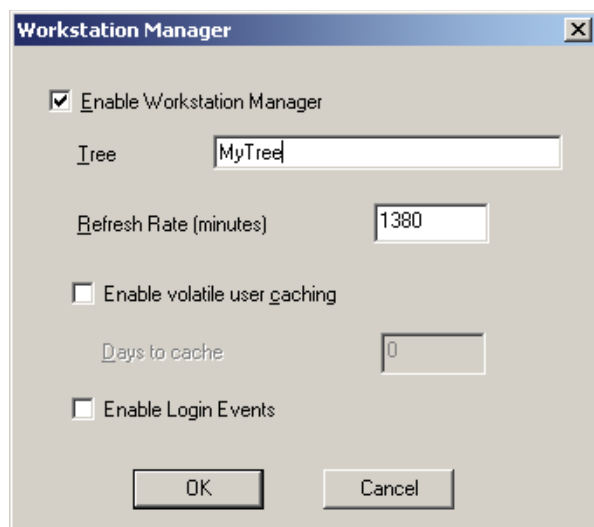 Workstation Manager
Enable Workstation Manager
Tree MyTree
Refresh Rate (minutes) 1380
Enable volatile user caching
Days to cache 0
Enable Login Events
OK Cancel